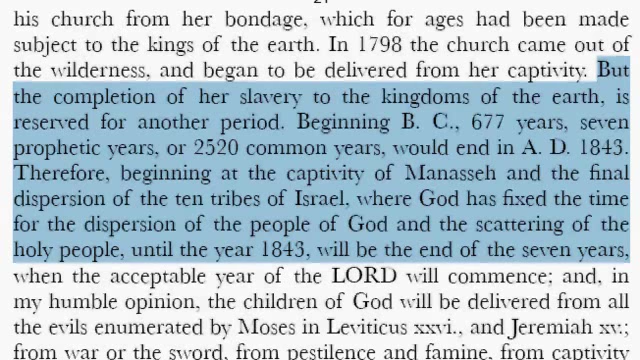 his church from her bondage, which for ages had been made
subject to the kings of the earth. In 1798 the church came out of
the wilderness, and began to be delivered from her captivity. But
the completion of her slavery to the kingdoms of the earth, is
reserved for another period. Beginning B. C., 677 years, seven
prophetic years, or 2520 common years, would end in A. D. 1843.
Therefore, beginning at the captivity of Manasseh and the final
dispersion of the ten tribes of Israel, where God has fixed the time
for the dispersion of the people of God and the scattering of the
holy people, until the year 1843, will be the end of the seven years,
when the acceptable year of the LORD will commence; and, in
my humble opinion, the children of God will be delivered from all
the evils enumerated by Moses in Leviticus xxvi., and Jeremiah xv.;
from war or the sword, from pestilence and famine, from captivity